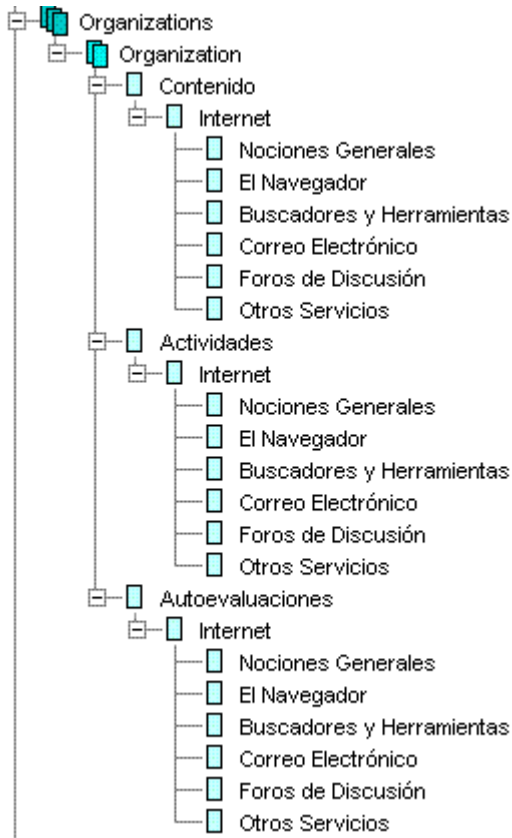 Organizations
Organization
Contenido
Internet
Nociones Generales
El Navegador
Buscadores y Herramientas
Correo Electrónico
Foros de Discusión
Otros Servicios
Actividades
Internet
Nociones Generales
El Navegador
Buscadores y Herramientas
Correo Electrónico
Foros de Discusión
Otros Servicios
Autoevaluaciones
Internet
Nociones Generales
El Navegador
Buscadores y Herramientas
Correo Electrónico
Foros de Discusión
Otros Servicios